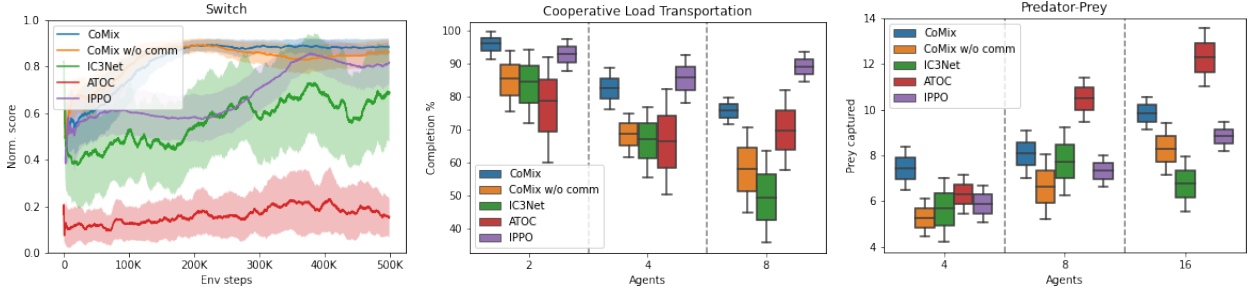 Switch
Norm. score
1.0
0.8
0.6
0.4
0.2
0.0
CoMix
CoMix w/o comm
IC3Net
ATOC
IPPO
0
100K
200K
300K
400K
500K
Env steps
Cooperative Load Transportation
Completion %
100
90
80
70
60
50
40
CoMix
CoMix w/o comm
IC3Net
ATOC
IPPO
2
4
8
Agents
Predator-Prey
Prey captured
14
12
10
8
6
4
CoMix
CoMix w/o comm
IC3Net
ATOC
IPPO
4
8
16
Agents